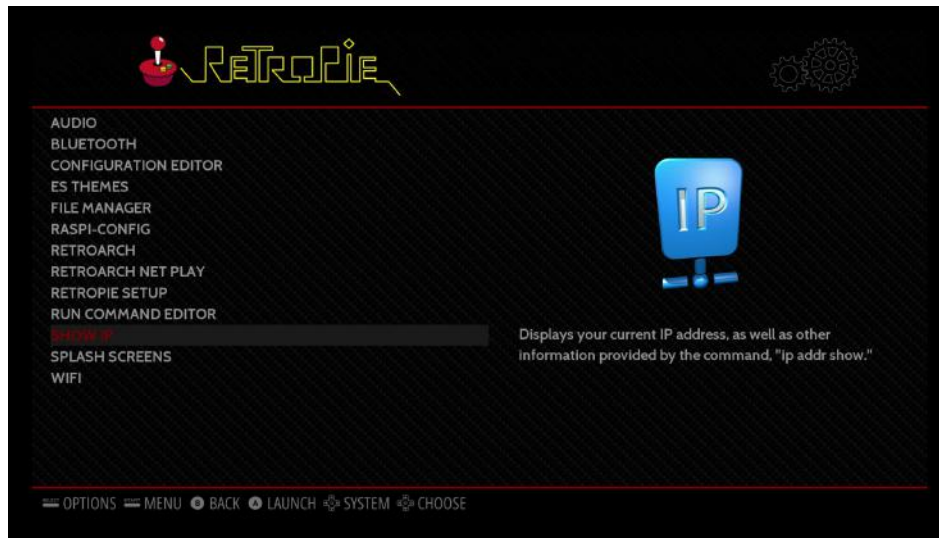 RETROPIE
AUDIO
BLUETOOTH
CONFIGURATION EDITOR
ES THEMES
FILE MANAGER
RASPI-CONFIG
RETROARCH
RETROARCH NET PLAY
RETROPIE SETUP
RUN COMMAND EDITOR
SHOW IP
SPLASH SCREENS
WIFI
IP
Displays your current IP address, as well as other
information provided by the command, "ip addr show."
SELECT OPTIONS START MENU B BACK A LAUNCH SYSTEM CHOOSE